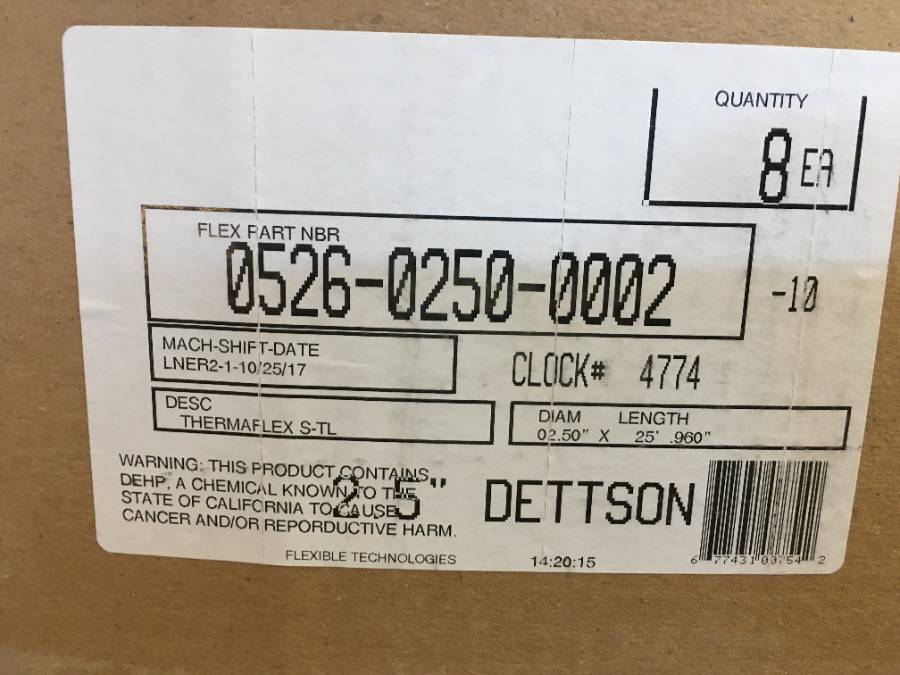 QUANTITY
8 EA
FLEX PART NBR
0526-0250-0002
-10
MACH-SHIFT-DATE
LNER2-1-10/25/17
CLOCK# 4774
DESC
THERMAFLEX S-TL
DIAM LENGTH
02.50" X 25' .960"
WARNING: THIS PRODUCT CONTAINS
DEHP, A CHEMICAL KNOWN TO THE
STATE OF CALIFORNIA TO CAUSE
CANCER AND/OR REPORDUCTIVE HARM.
2.5"
DETTSON
FLEXIBLE TECHNOLOGIES
14:20:15